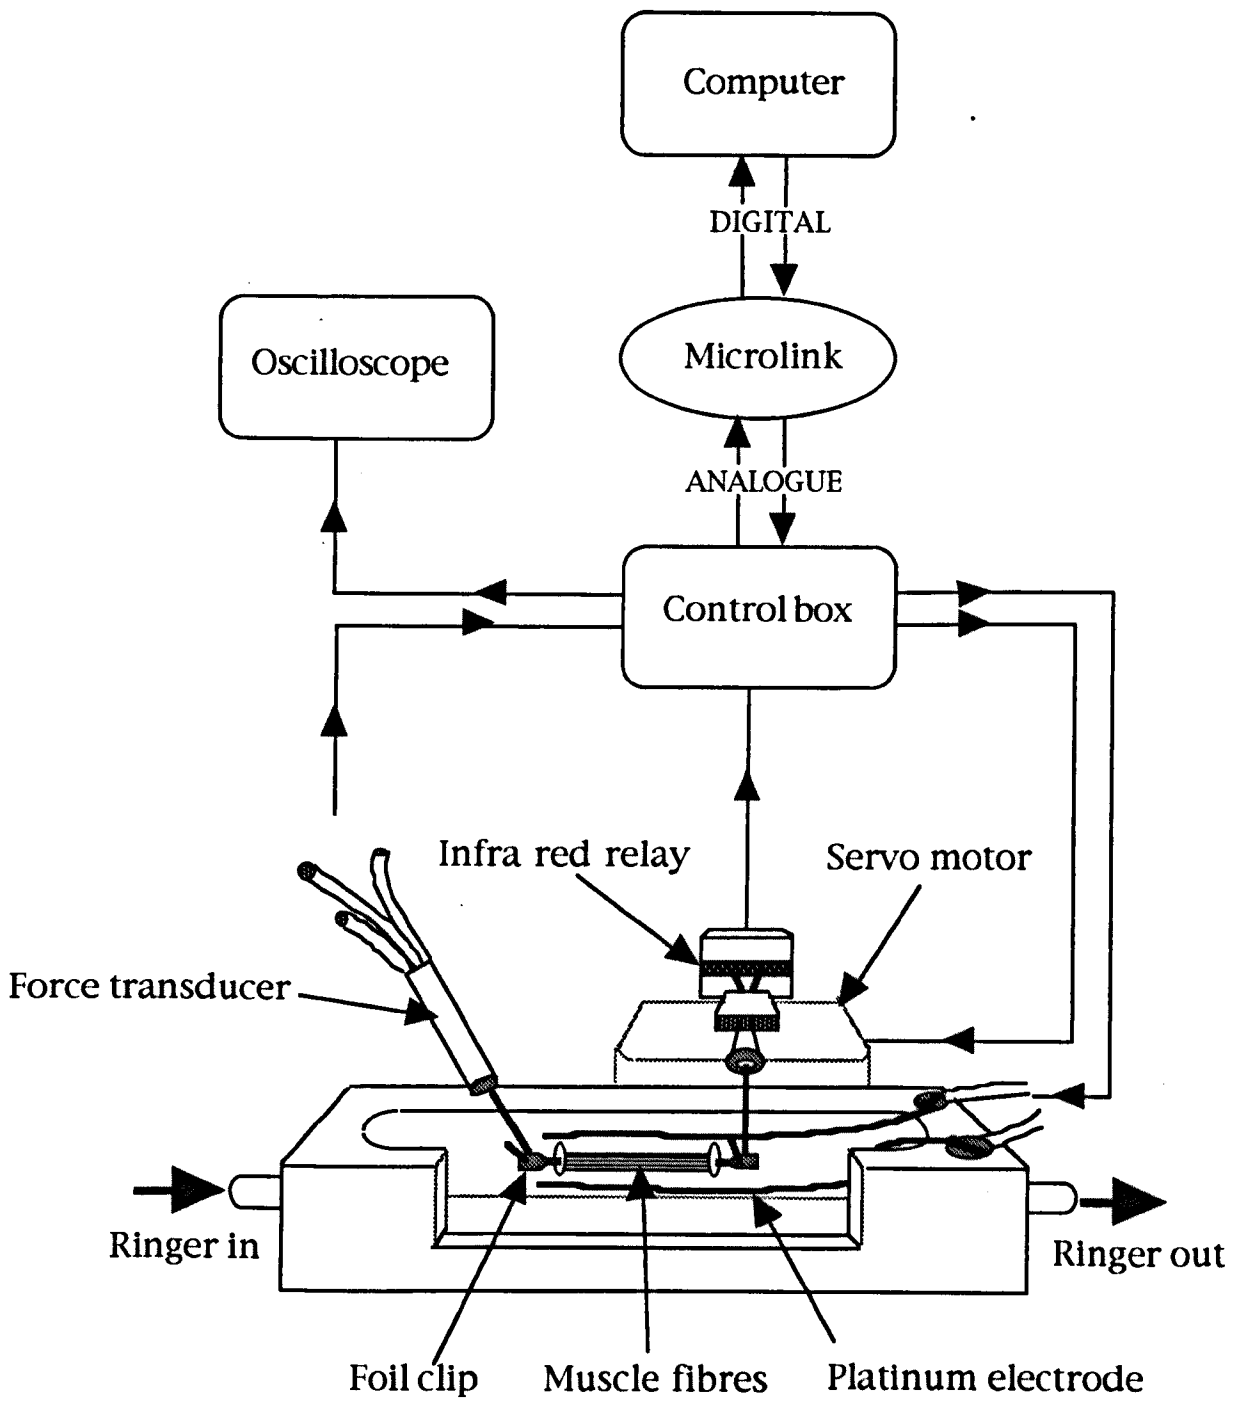 Computer
DIGITAL
Oscilloscope
Microlink
ANALOGUE
Control box
Infra red relay
Servo motor
Force transducer
Ringer in
Ringer out
Foil clip
Muscle fibres
Platinum electrode